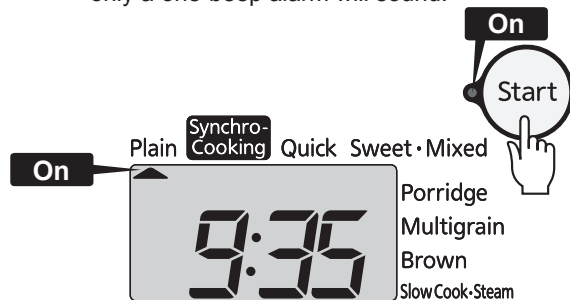 only a one-beep alarm will sound.
On
Start
Synchro-
Plain Cooking Quick Sweet・Mixed
On
Porridge
9:35
Multigrain
Brown
Slow Cook・Steam